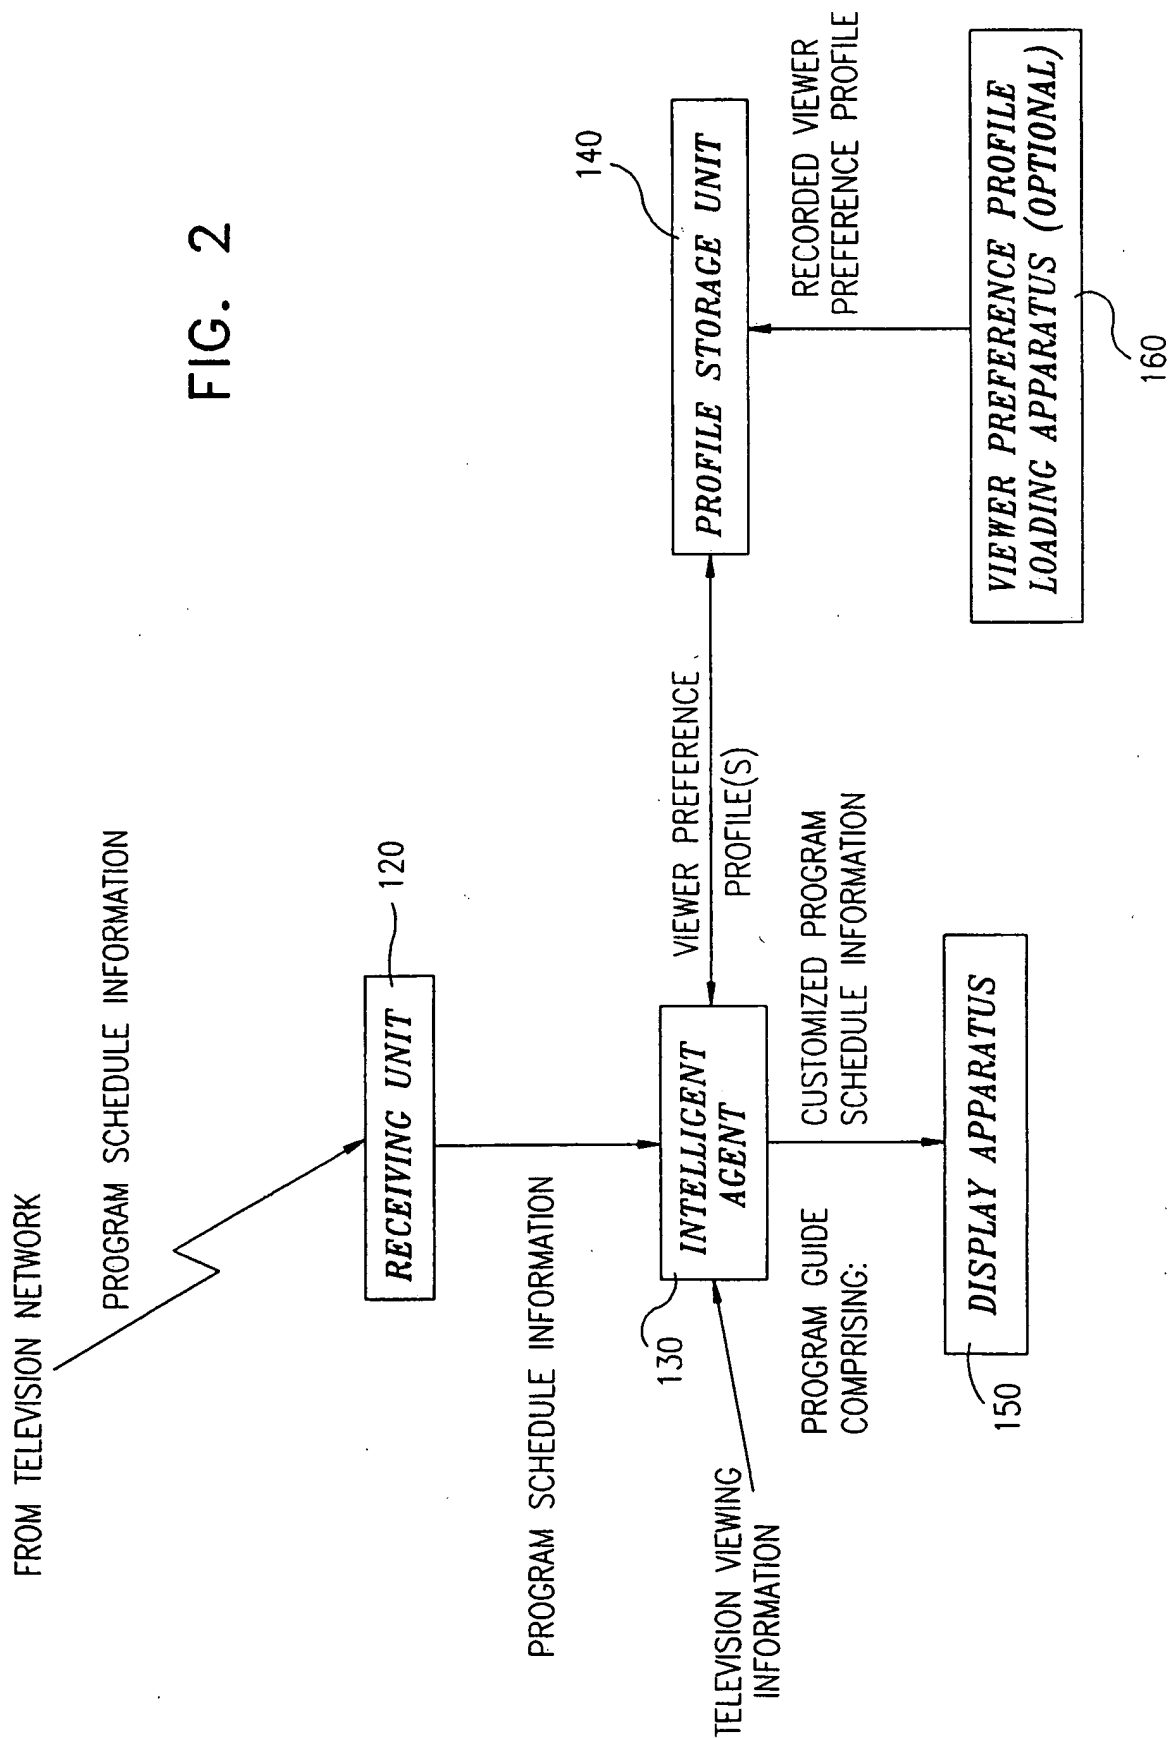 FIG. 2
FROM TELEVISION NETWORK
PROGRAM SCHEDULE INFORMATION
120
RECEIVING UNIT
PROGRAM SCHEDULE INFORMATION
130
INTELLIGENT
AGENT
TELEVISION VIEWING
INFORMATION
VIEWER PREFERENCE
PROFILE(S)
140
PROFILE STORAGE UNIT
PROGRAM GUIDE
COMPRISING:
CUSTOMIZED PROGRAM
SCHEDULE INFORMATION
RECORDED VIEWER
PREFERENCE PROFILE
150
DISPLAY APPARATUS
VIEWER PREFERENCE PROFILE
LOADING APPARATUS (OPTIONAL)
160